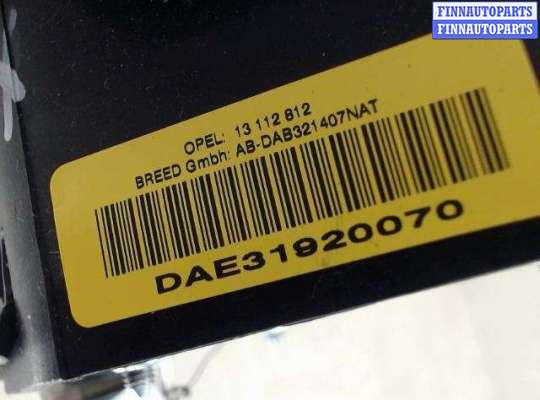 FINNAUTOPARTS
FINNAUTOPARTS
OPEL: 13 112 812
BREED Gmbh: AB-DAB321407NAT
DAE31920070